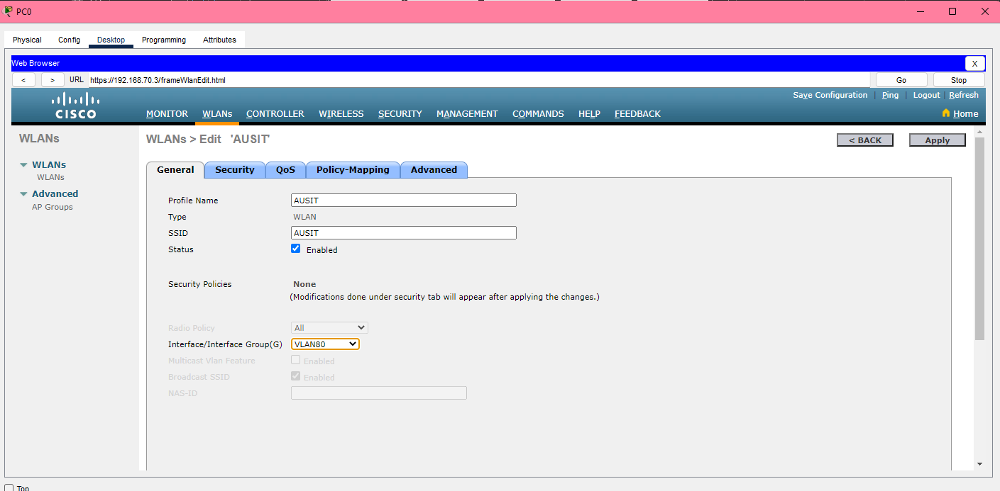 PC0
Physical Config Desktop Programming Attributes
Web Browser X
< > URL https://192.168.70.3/frameWlanEdit.html Go Stop
Save Configuration | Ping | Logout | Refresh
CISCO MONITOR WLANs CONTROLLER WIRELESS SECURITY MANAGEMENT COMMANDS HELP FEEDBACK Home
WLANs
WLANs
WLANs
Advanced
AP Groups
WLANs > Edit 'AUSIT' < BACK Apply
General Security QoS Policy-Mapping Advanced
Profile Name AUSIT
Type WLAN
SSID AUSIT
Status Enabled
Security Policies None
(Modifications done under security tab will appear after applying the changes.)
Radio Policy All
Interface/Interface Group(G) VLAN80
Multicast Vlan Feature Enabled
Broadcast SSID Enabled
NAS-ID
Top